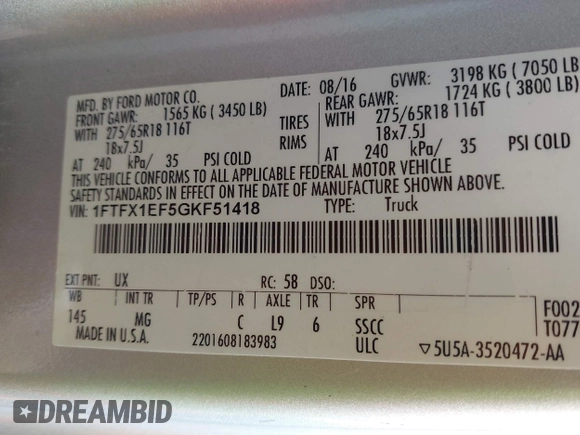 MFD. BY FORD MOTOR CO.
DATE: 08/16
GVWR: 3198 KG ( 7050 LB)
FRONT GAWR: 1565 KG ( 3450 LB)
REAR GAWR: 1724 KG ( 3800 LB)
WITH 275/65R18 116T TIRES WITH 275/65R18 116T
18x7.5J RIMS 18x7.5J
AT 240 kPa/ 35 PSI COLD AT 240 kPa/ 35 PSI COLD
THIS VEHICLE CONFORMS TO ALL APPLICABLE FEDERAL MOTOR VEHICLE
SAFETY STANDARDS IN EFFECT ON THE DATE OF MANUFACTURE SHOWN ABOVE.
VIN: 1FTFX1EF5GKF51418 TYPE: Truck
EXT PNT: UX RC: 58 DSO:
WB INT TR TP/PS R AXLE TR SPR
145 MG C L9 6 SSCC
F002
T077
MADE IN U.S.A. 2201608183983 ULC ▽5U5A-3520472-AA
DREAMBID